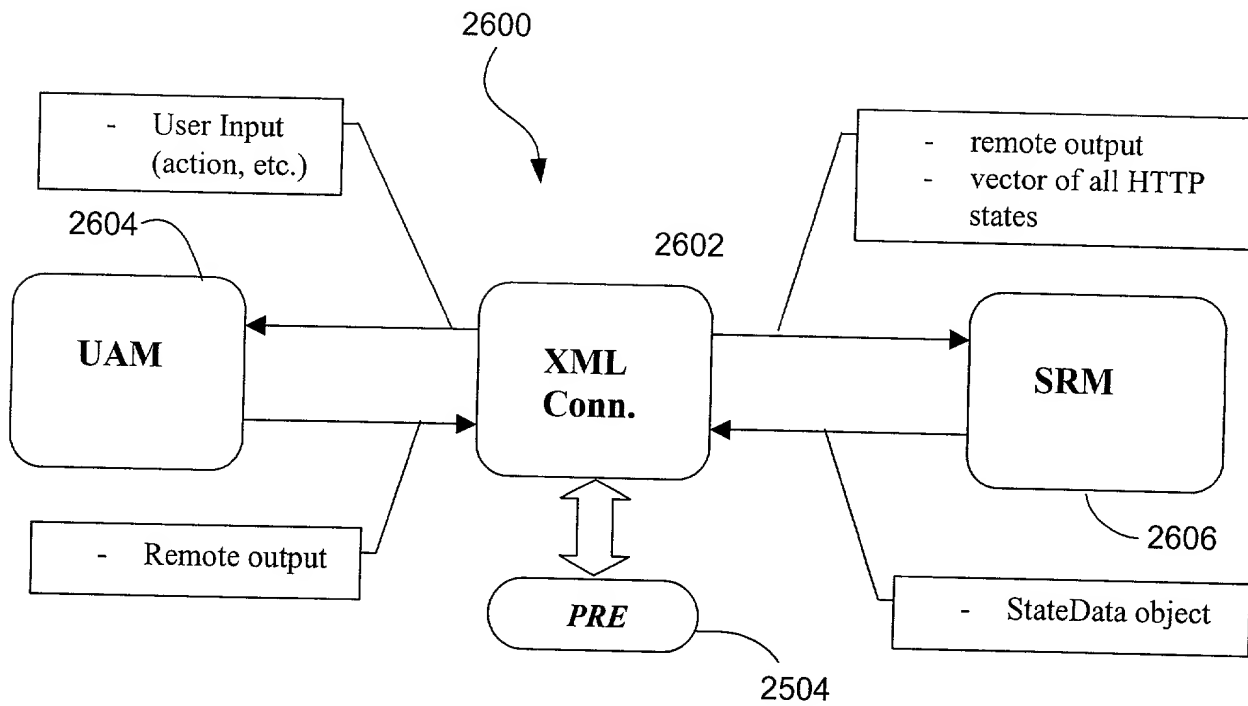 2600
- User Input
(action, etc.)
- remote output
- vector of all HTTP
states
2604
2602
UAM
XML
Conn.
SRM
- Remote output
2606
- StateData object
PRE
2504